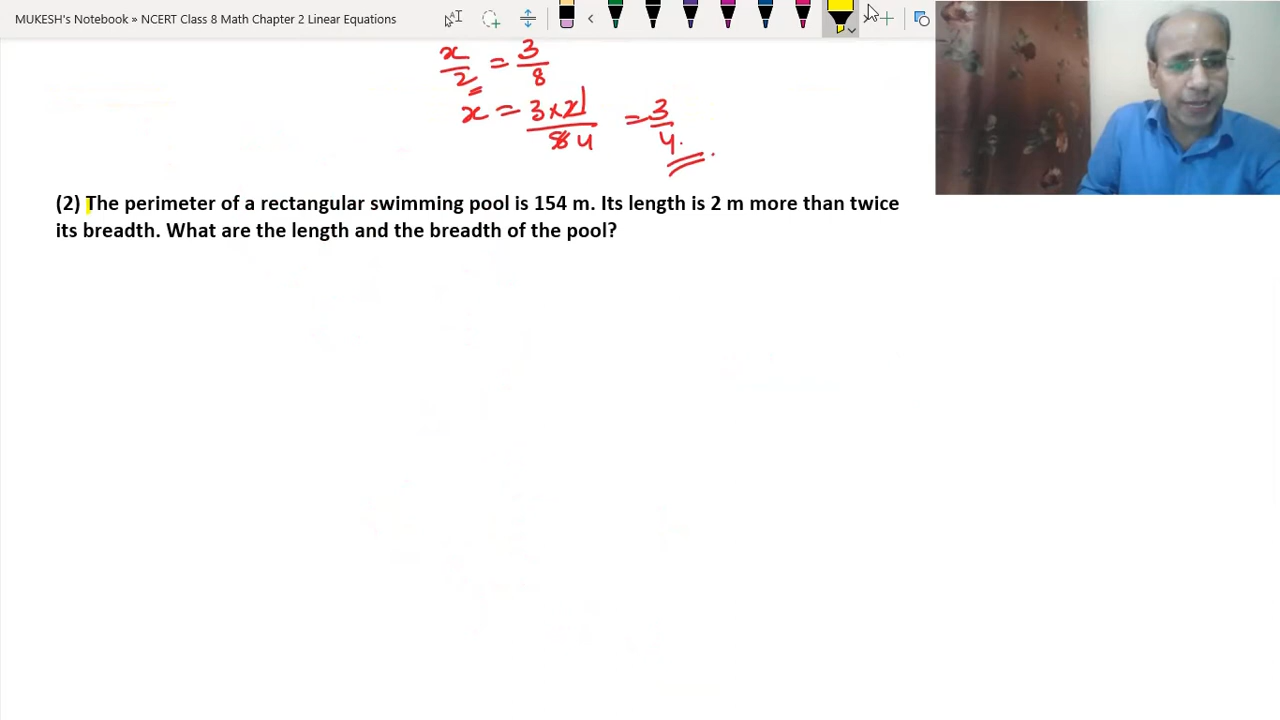 MUKESH's Notebook » NCERT Class 8 Math Chapter 2 Linear Equations
x/2 = 3/8
x = 3×2 1/8 4 = 3/4.
(2) The perimeter of a rectangular swimming pool is 154 m. Its length is 2 m more than twice
its breadth. What are the length and the breadth of the pool?